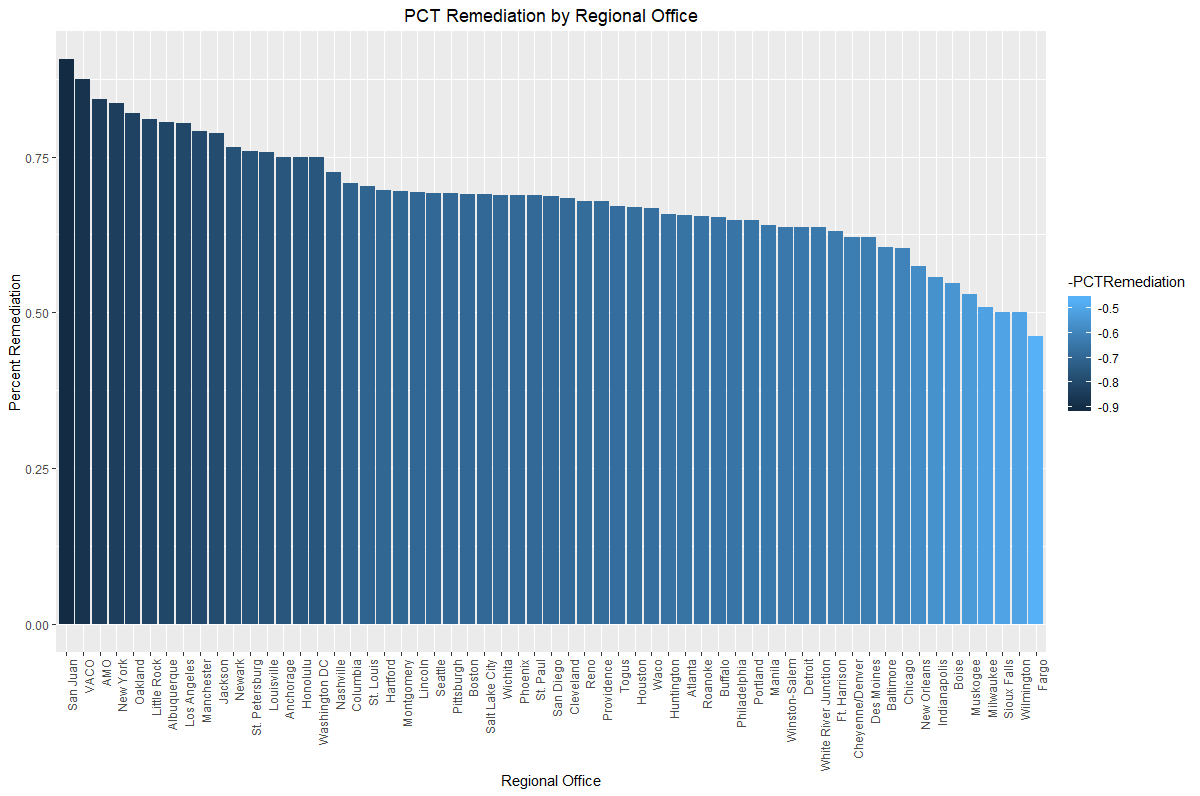 PCT Remediation by Regional Office
Percent Remediation
0.75
0.50
0.25
0.00
San Juan
VACO
AMO
New York
Oakland
Little Rock
Albuquerque
Los Angeles
Manchester
Jackson
Newark
St. Petersburg
Louisville
Anchorage
Honolulu
Washington DC
Nashville
Columbia
St. Louis
Hartford
Montgomery
Lincoln
Seattle
Pittsburgh
Boston
Salt Lake City
Wichita
Phoenix
St. Paul
San Diego
Cleveland
Reno
Providence
Togus
Houston
Waco
Huntington
Atlanta
Roanoke
Buffalo
Philadelphia
Portland
Manila
Winston-Salem
Detroit
White River Junction
Ft. Harrison
Cheyenne/Denver
Des Moines
Baltimore
Chicago
New Orleans
Indianapolis
Boise
Muskogee
Milwaukee
Sioux Falls
Wilmington
Fargo
Regional Office
-PCTRemediation
-0.5
-0.6
-0.7
-0.8
-0.9